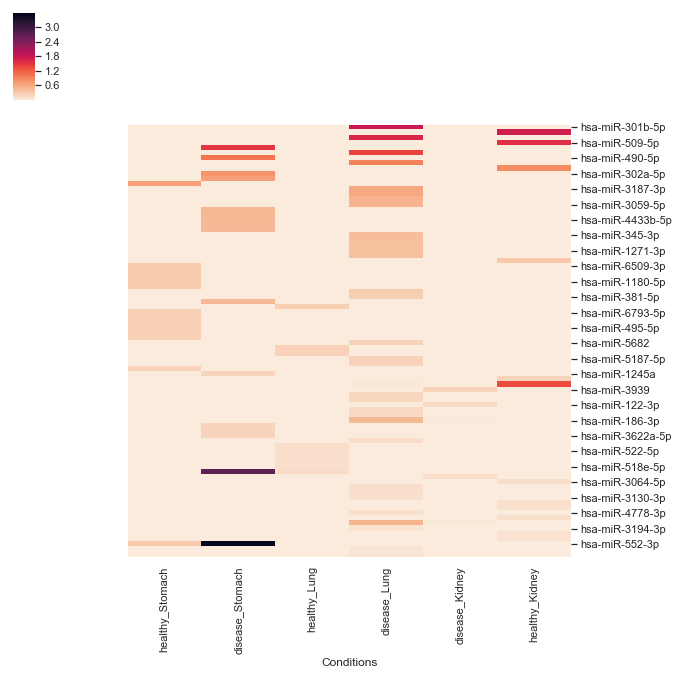 3.0
2.4
1.8
1.2
0.6
hsa-miR-301b-5p
hsa-miR-509-5p
hsa-miR-490-5p
hsa-miR-302a-5p
hsa-miR-3187-3p
hsa-miR-3059-5p
hsa-miR-4433b-5p
hsa-miR-345-3p
hsa-miR-1271-3p
hsa-miR-6509-3p
hsa-miR-1180-5p
hsa-miR-381-5p
hsa-miR-6793-5p
hsa-miR-495-5p
hsa-miR-5682
hsa-miR-5187-5p
hsa-miR-1245a
hsa-miR-3939
hsa-miR-122-3p
hsa-miR-186-3p
hsa-miR-3622a-5p
hsa-miR-522-5p
hsa-miR-518e-5p
hsa-miR-3064-5p
hsa-miR-3130-3p
hsa-miR-4778-3p
hsa-miR-3194-3p
hsa-miR-552-3p
healthy_Stomach
disease_Stomach
healthy_Lung
disease_Lung
disease_Kidney
healthy_Kidney
Conditions